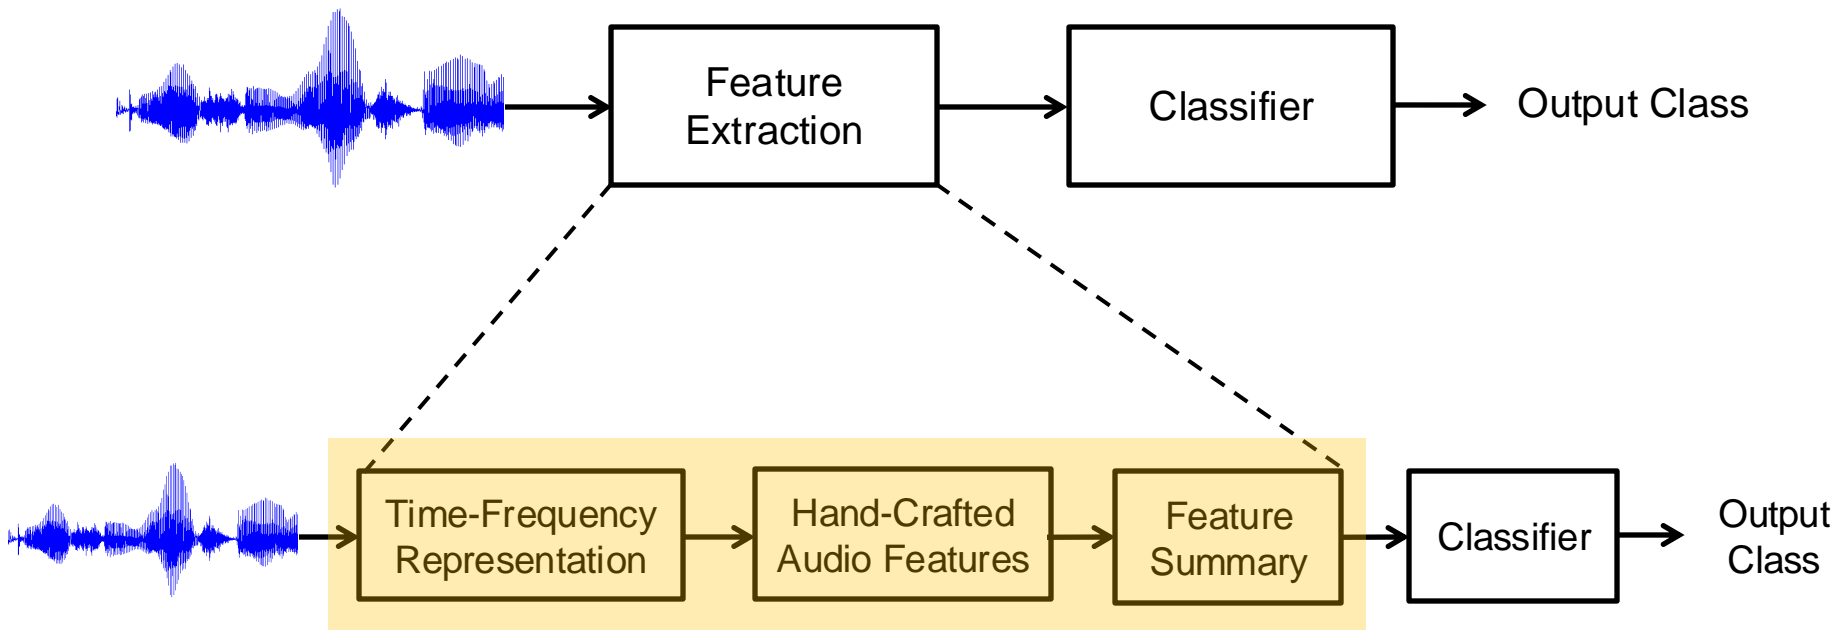 Feature
Extraction
Classifier
Output Class
Time-Frequency
Representation
Hand-Crafted
Audio Features
Feature
Summary
Classifier
Output
Class